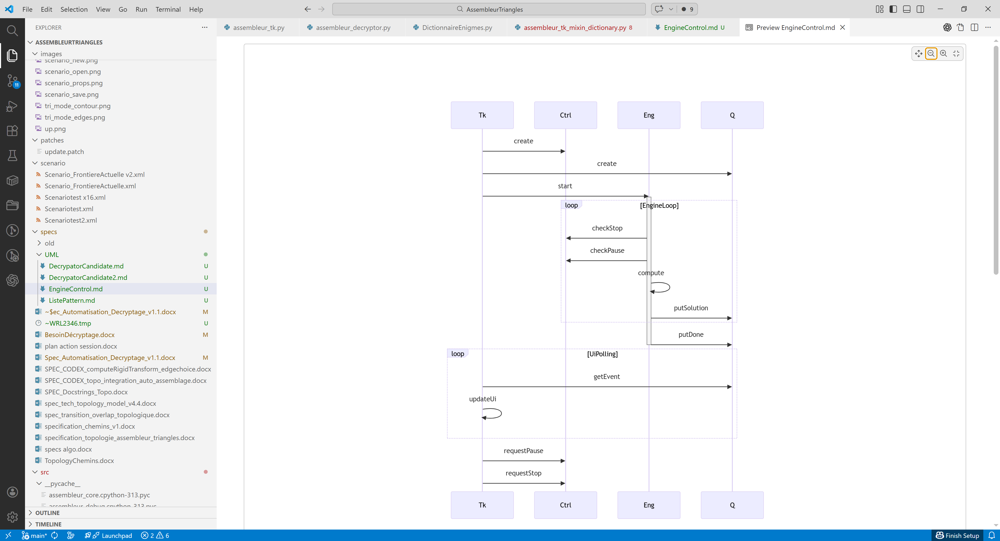 File Edit Selection View Go Run Terminal Help
AssembleurTriangles
9
EXPLORER
assembleur_tk.py
assembleur_decryptor.py
DictionnaireEnigmes.py
assembleur_tk_mixin_dictionary.py 8
EngineControl.md U
Preview EngineControl.md
ASSEMBLEURTRIANGLES
images
scenario_new.png
scenario_open.png
scenario_props.png
scenario_save.png
tri_mode_contour.png
tri_mode_edges.png
up.png
patches
update.patch
scenario
Scenario_FrontiereActuelle v2.xml
Scenario_FrontiereActuelle.xml
Scenariotest x16.xml
Scenariotest.xml
Scenariotest2.xml
specs
old
UML
DecrypatorCandidate.md U
DecrypatorCandidate2.md U
EngineControl.md U
ListePattern.md U
~$ec_Automatisation_Decryptage_v1.1.docx M
~WRL2346.tmp U
BesoinDécryptage.docx M
plan action session.docx
Spec_Automatisation_Decryptage_v1.1.docx M
SPEC_CODEX_computeRigidTransform_edgechoice.docx
SPEC_CODEX_topo_integration_auto_assemblage.docx
SPEC_Docstrings_Topo.docx
spec_tech_topology_model_v4.4.docx
spec_transition_overlap_topologique.docx
specification_chemins_v1.docx
specification_topologie_assembleur_triangles.docx
specs algo.docx
TopologyChemins.docx
src
__pycache__
assembleur_core.cpython-313.pyc
assembleur_debug.cpython-313.pyc
OUTLINE
TIMELINE
11
Tk Ctrl Eng Q
create
create
start
loop [EngineLoop]
checkStop
checkPause
compute
putSolution
putDone
loop [UiPolling]
getEvent
updateUi
requestPause
requestStop
Tk Ctrl Eng Q
main* Launchpad 2 6 Finish Setup